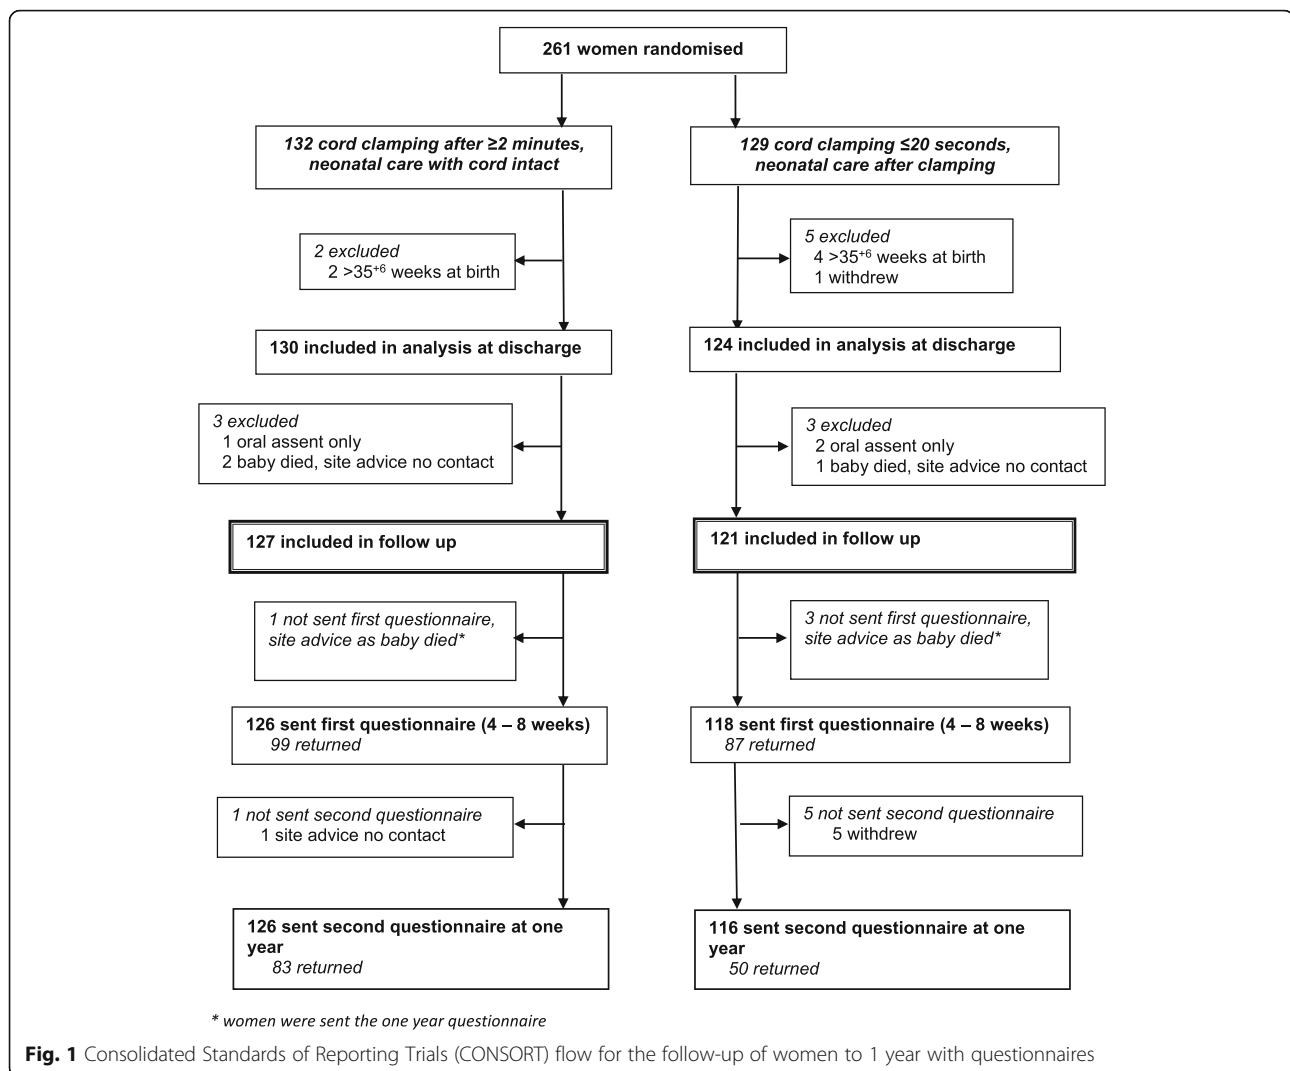 261 women randomised
132 cord clamping after ≥2 minutes,
neonatal care with cord intact
129 cord clamping ≤20 seconds,
neonatal care after clamping
2 excluded
2 >35+6 weeks at birth
5 excluded
4 >35+6 weeks at birth
1 withdrew
130 included in analysis at discharge
124 included in analysis at discharge
3 excluded
1 oral assent only
2 baby died, site advice no contact
3 excluded
2 oral assent only
1 baby died, site advice no contact
127 included in follow up
121 included in follow up
1 not sent first questionnaire,
site advice as baby died*
3 not sent first questionnaire,
site advice as baby died*
126 sent first questionnaire (4 – 8 weeks)
99 returned
118 sent first questionnaire (4 – 8 weeks)
87 returned
1 not sent second questionnaire
1 site advice no contact
5 not sent second questionnaire
5 withdrew
126 sent second questionnaire at one
year
83 returned
116 sent second questionnaire at one
year
50 returned
* women were sent the one year questionnaire
Fig. 1 Consolidated Standards of Reporting Trials (CONSORT) flow for the follow-up of women to 1 year with questionnaires